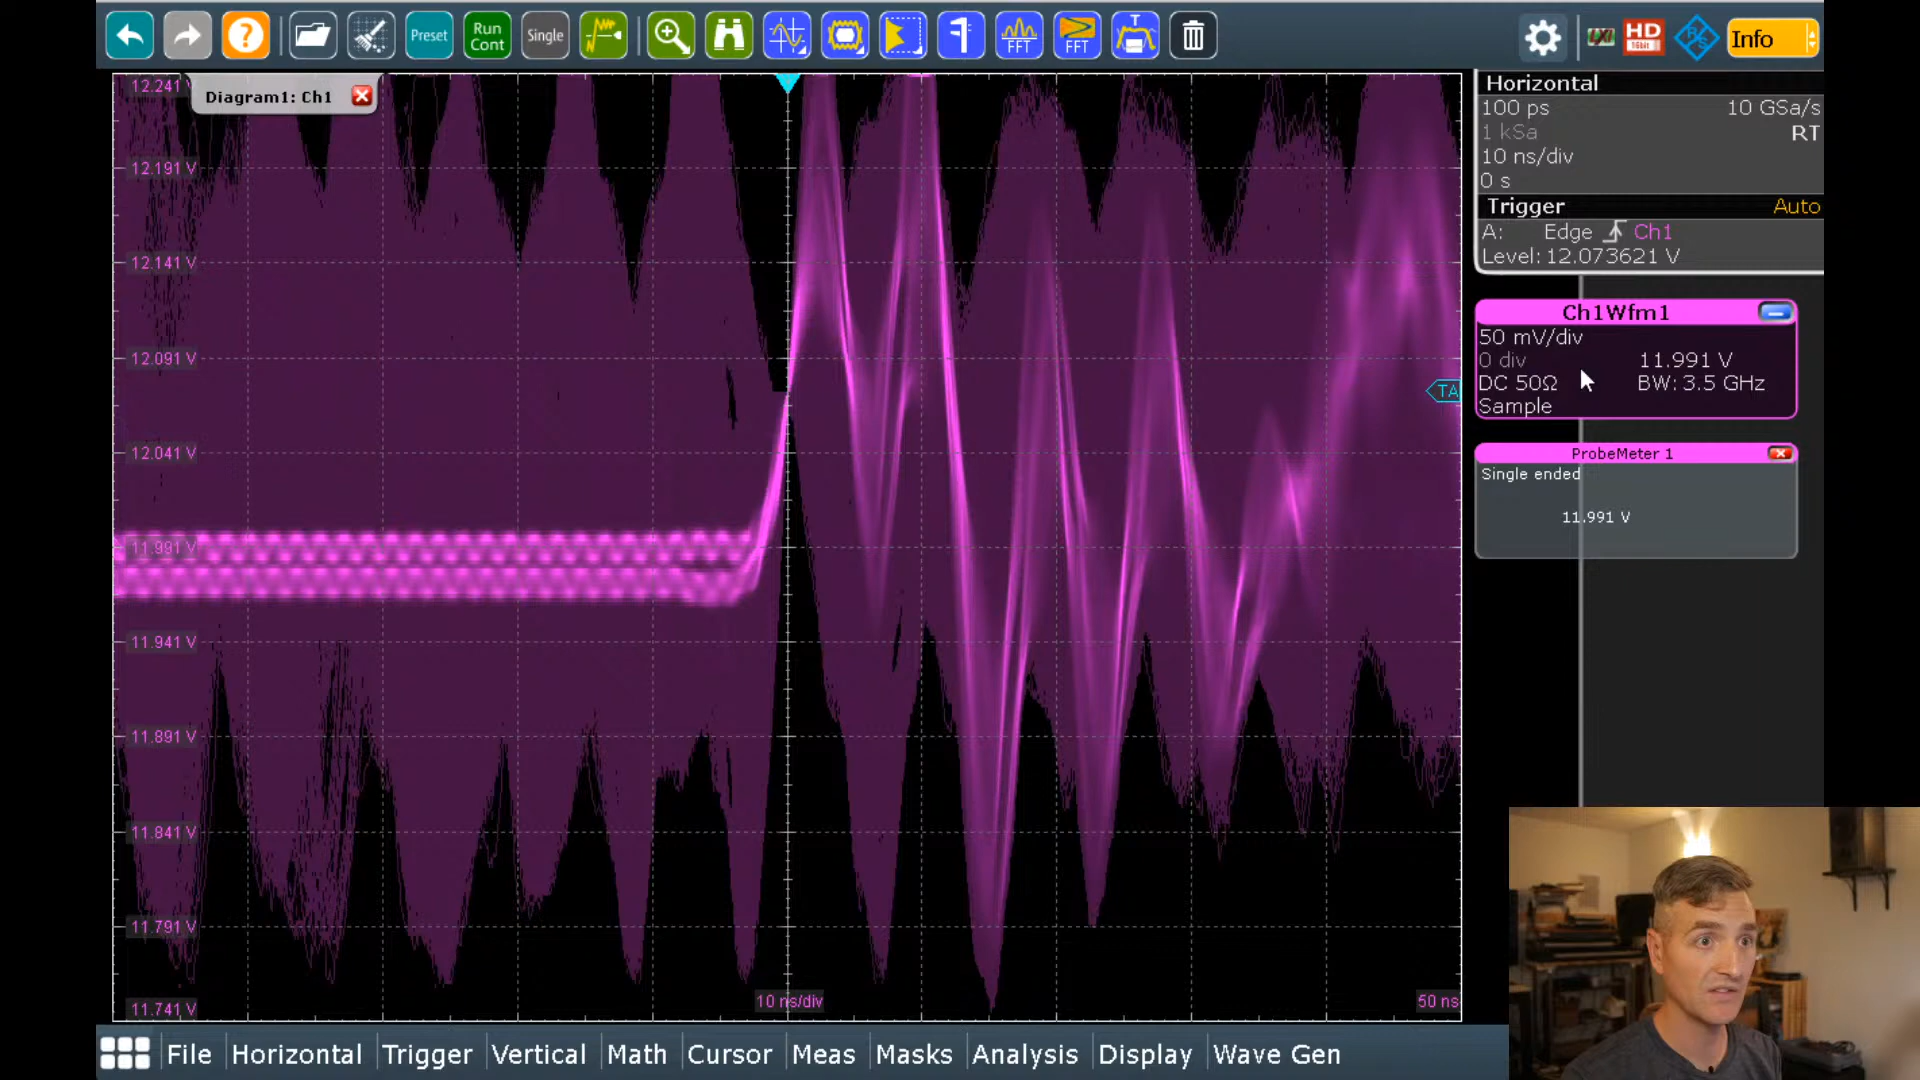 ?
Preset
Run
Cont
Single
FFT
FFT
T
LXI
HD
16bit
R&S
Info
Diagram1: Ch1
12.241
12.191 V
12.141 V
12.091 V
12.041 V
11.991 V
11.941 V
11.891 V
11.841 V
11.791 V
11.741 V
TA
10 ns/div
50 ns
Horizontal
100 ps 10 GSa/s
1 kSa RT
10 ns/div
0 s
Trigger Auto
A: Edge Ch1
Level: 12.073621 V
Ch1Wfm1
50 mV/div
0 div 11.991 V
DC 50Ω BW: 3.5 GHz
Sample
ProbeMeter 1
Single ended
11.991 V
File Horizontal Trigger Vertical Math Cursor Meas Masks Analysis Display Wave Gen